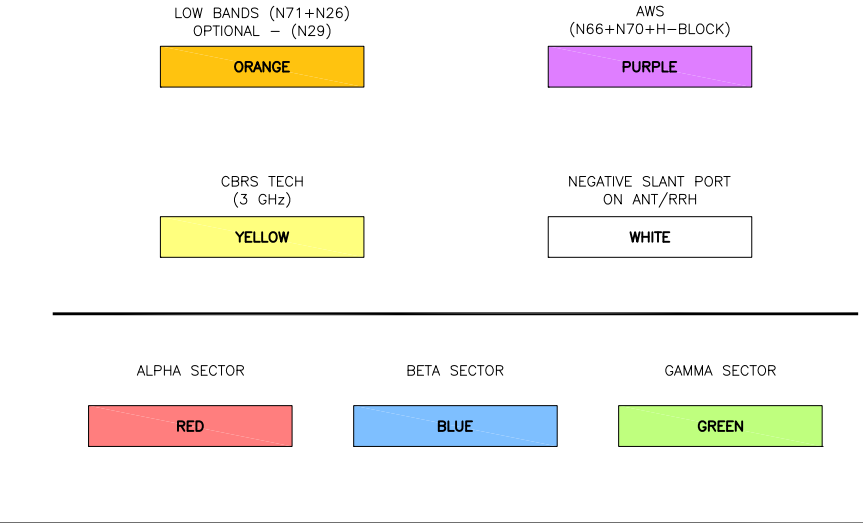 LOW BANDS (N71+N26)
OPTIONAL - (N29)
ORANGE
AWS
(N66+N70+H-BLOCK)
PURPLE
CBRS TECH
(3 GHz)
YELLOW
NEGATIVE SLANT PORT
ON ANT/RRH
WHITE
ALPHA SECTOR
RED
BETA SECTOR
BLUE
GAMMA SECTOR
GREEN